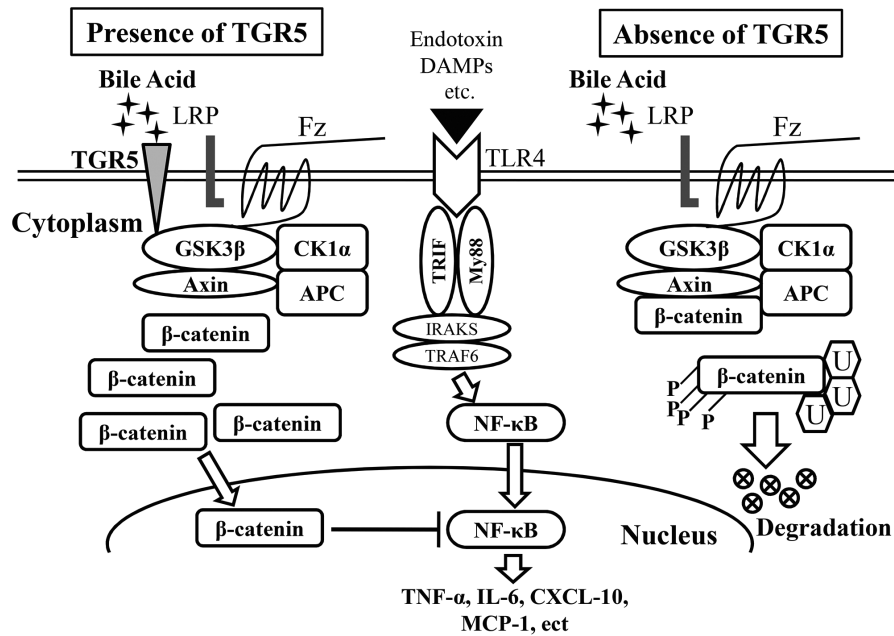 Presence of TGR5
Endotoxin
DAMPs
etc.
Absence of TGR5
Bile Acid
LRP
Fz
TGR5
TLR4
Bile Acid
LRP
Fz
Cytoplasm
GSK3β
CK1α
Axin
APC
TRIF
My88
IRAKS
TRAF6
GSK3β
CK1α
Axin
APC
β-catenin
β-catenin
β-catenin
β-catenin
β-catenin
NF-κB
β-catenin
U
U
U
P
P
P
P
β-catenin
NF-κB
Nucleus
Degradation
TNF-α, IL-6, CXCL-10,
MCP-1, ect